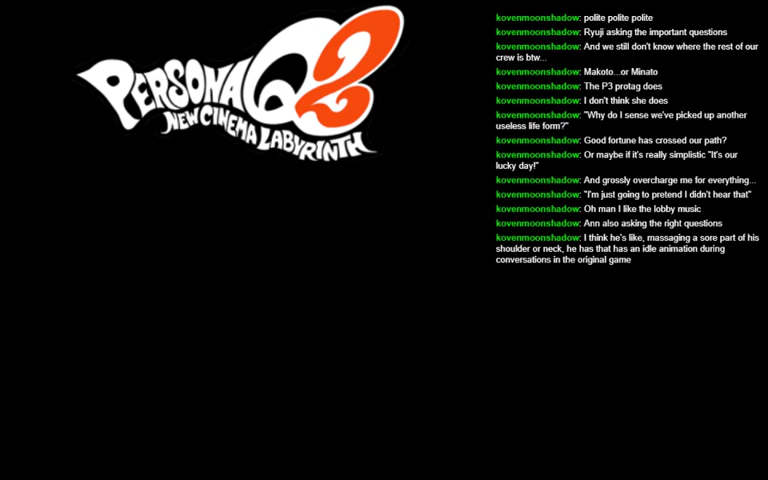 PERSONA Q2
NEW CINEMA LABYRINTH
kovenmoonshadow: polite polite polite
kovenmoonshadow: Ryuji asking the important questions
kovenmoonshadow: And we still don't know where the rest of our
crew is btw...
kovenmoonshadow: Makoto...or Minato
kovenmoonshadow: The P3 protag does
kovenmoonshadow: I don't think she does
kovenmoonshadow: "Why do I sense we've picked up another
useless life form?"
kovenmoonshadow: Good fortune has crossed our path?
kovenmoonshadow: Or maybe if it's really simplistic "It's our
lucky day!"
kovenmoonshadow: And grossly overcharge me for everything...
kovenmoonshadow: "I'm just going to pretend I didn't hear that"
kovenmoonshadow: Oh man I like the lobby music
kovenmoonshadow: Ann also asking the right questions
kovenmoonshadow: I think he's like, massaging a sore part of his
shoulder or neck, he has that has an idle animation during
conversations in the original game